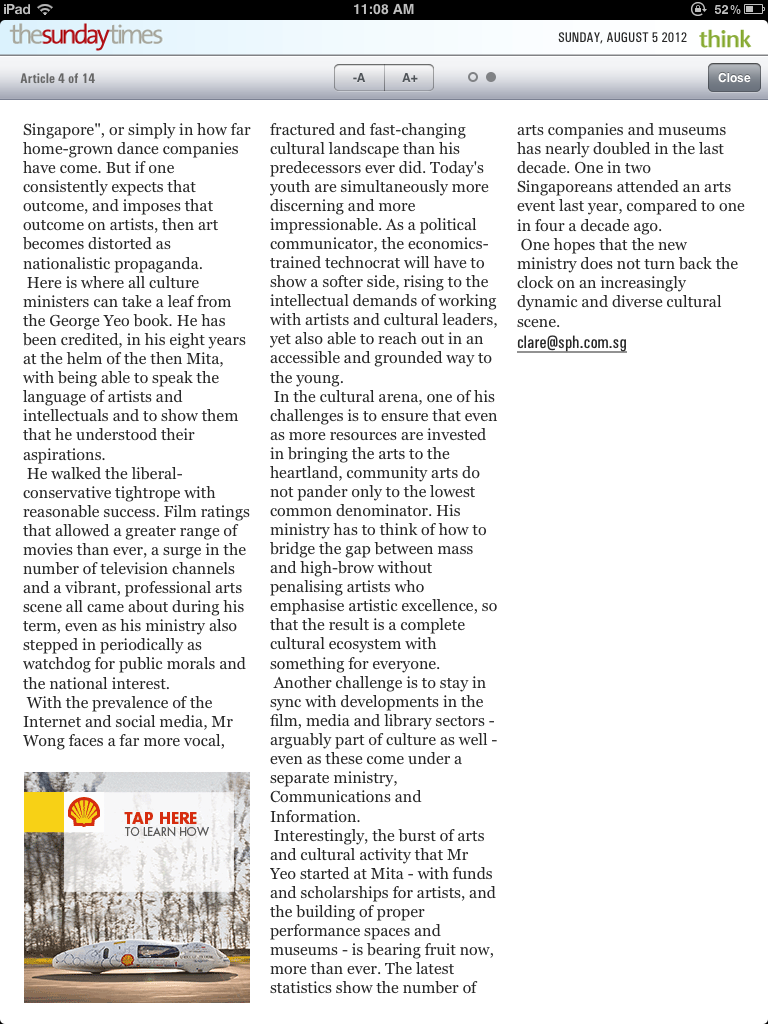 iPad
11:08 AM
52%
thesundaytimes
SUNDAY, AUGUST 5 2012
think
Article 4 of 14
-A
A+
Close
Singapore", or simply in how far
home-grown dance companies
have come. But if one
consistently expects that
outcome, and imposes that
outcome on artists, then art
becomes distorted as
nationalistic propaganda.
Here is where all culture
ministers can take a leaf from
the George Yeo book. He has
been credited, in his eight years
at the helm of the then Mita,
with being able to speak the
language of artists and
intellectuals and to show them
that he understood their
aspirations.
He walked the liberal-
conservative tightrope with
reasonable success. Film ratings
that allowed a greater range of
movies than ever, a surge in the
number of television channels
and a vibrant, professional arts
scene all came about during his
term, even as his ministry also
stepped in periodically as
watchdog for public morals and
the national interest.
With the prevalence of the
Internet and social media, Mr
Wong faces a far more vocal,
TAP HERE
TO LEARN HOW
fractured and fast-changing
cultural landscape than his
predecessors ever did. Today's
youth are simultaneously more
discerning and more
impressionable. As a political
communicator, the economics-
trained technocrat will have to
show a softer side, rising to the
intellectual demands of working
with artists and cultural leaders,
yet also able to reach out in an
accessible and grounded way to
the young.
In the cultural arena, one of his
challenges is to ensure that even
as more resources are invested
in bringing the arts to the
heartland, community arts do
not pander only to the lowest
common denominator. His
ministry has to think of how to
bridge the gap between mass
and high-brow without
penalising artists who
emphasise artistic excellence, so
that the result is a complete
cultural ecosystem with
something for everyone.
Another challenge is to stay in
sync with developments in the
film, media and library sectors -
arguably part of culture as well -
even as these come under a
separate ministry,
Communications and
Information.
Interestingly, the burst of arts
and cultural activity that Mr
Yeo started at Mita - with funds
and scholarships for artists, and
the building of proper
performance spaces and
museums - is bearing fruit now,
more than ever. The latest
statistics show the number of
arts companies and museums
has nearly doubled in the last
decade. One in two
Singaporeans attended an arts
event last year, compared to one
in four a decade ago.
One hopes that the new
ministry does not turn back the
clock on an increasingly
dynamic and diverse cultural
scene.
clare@sph.com.sg